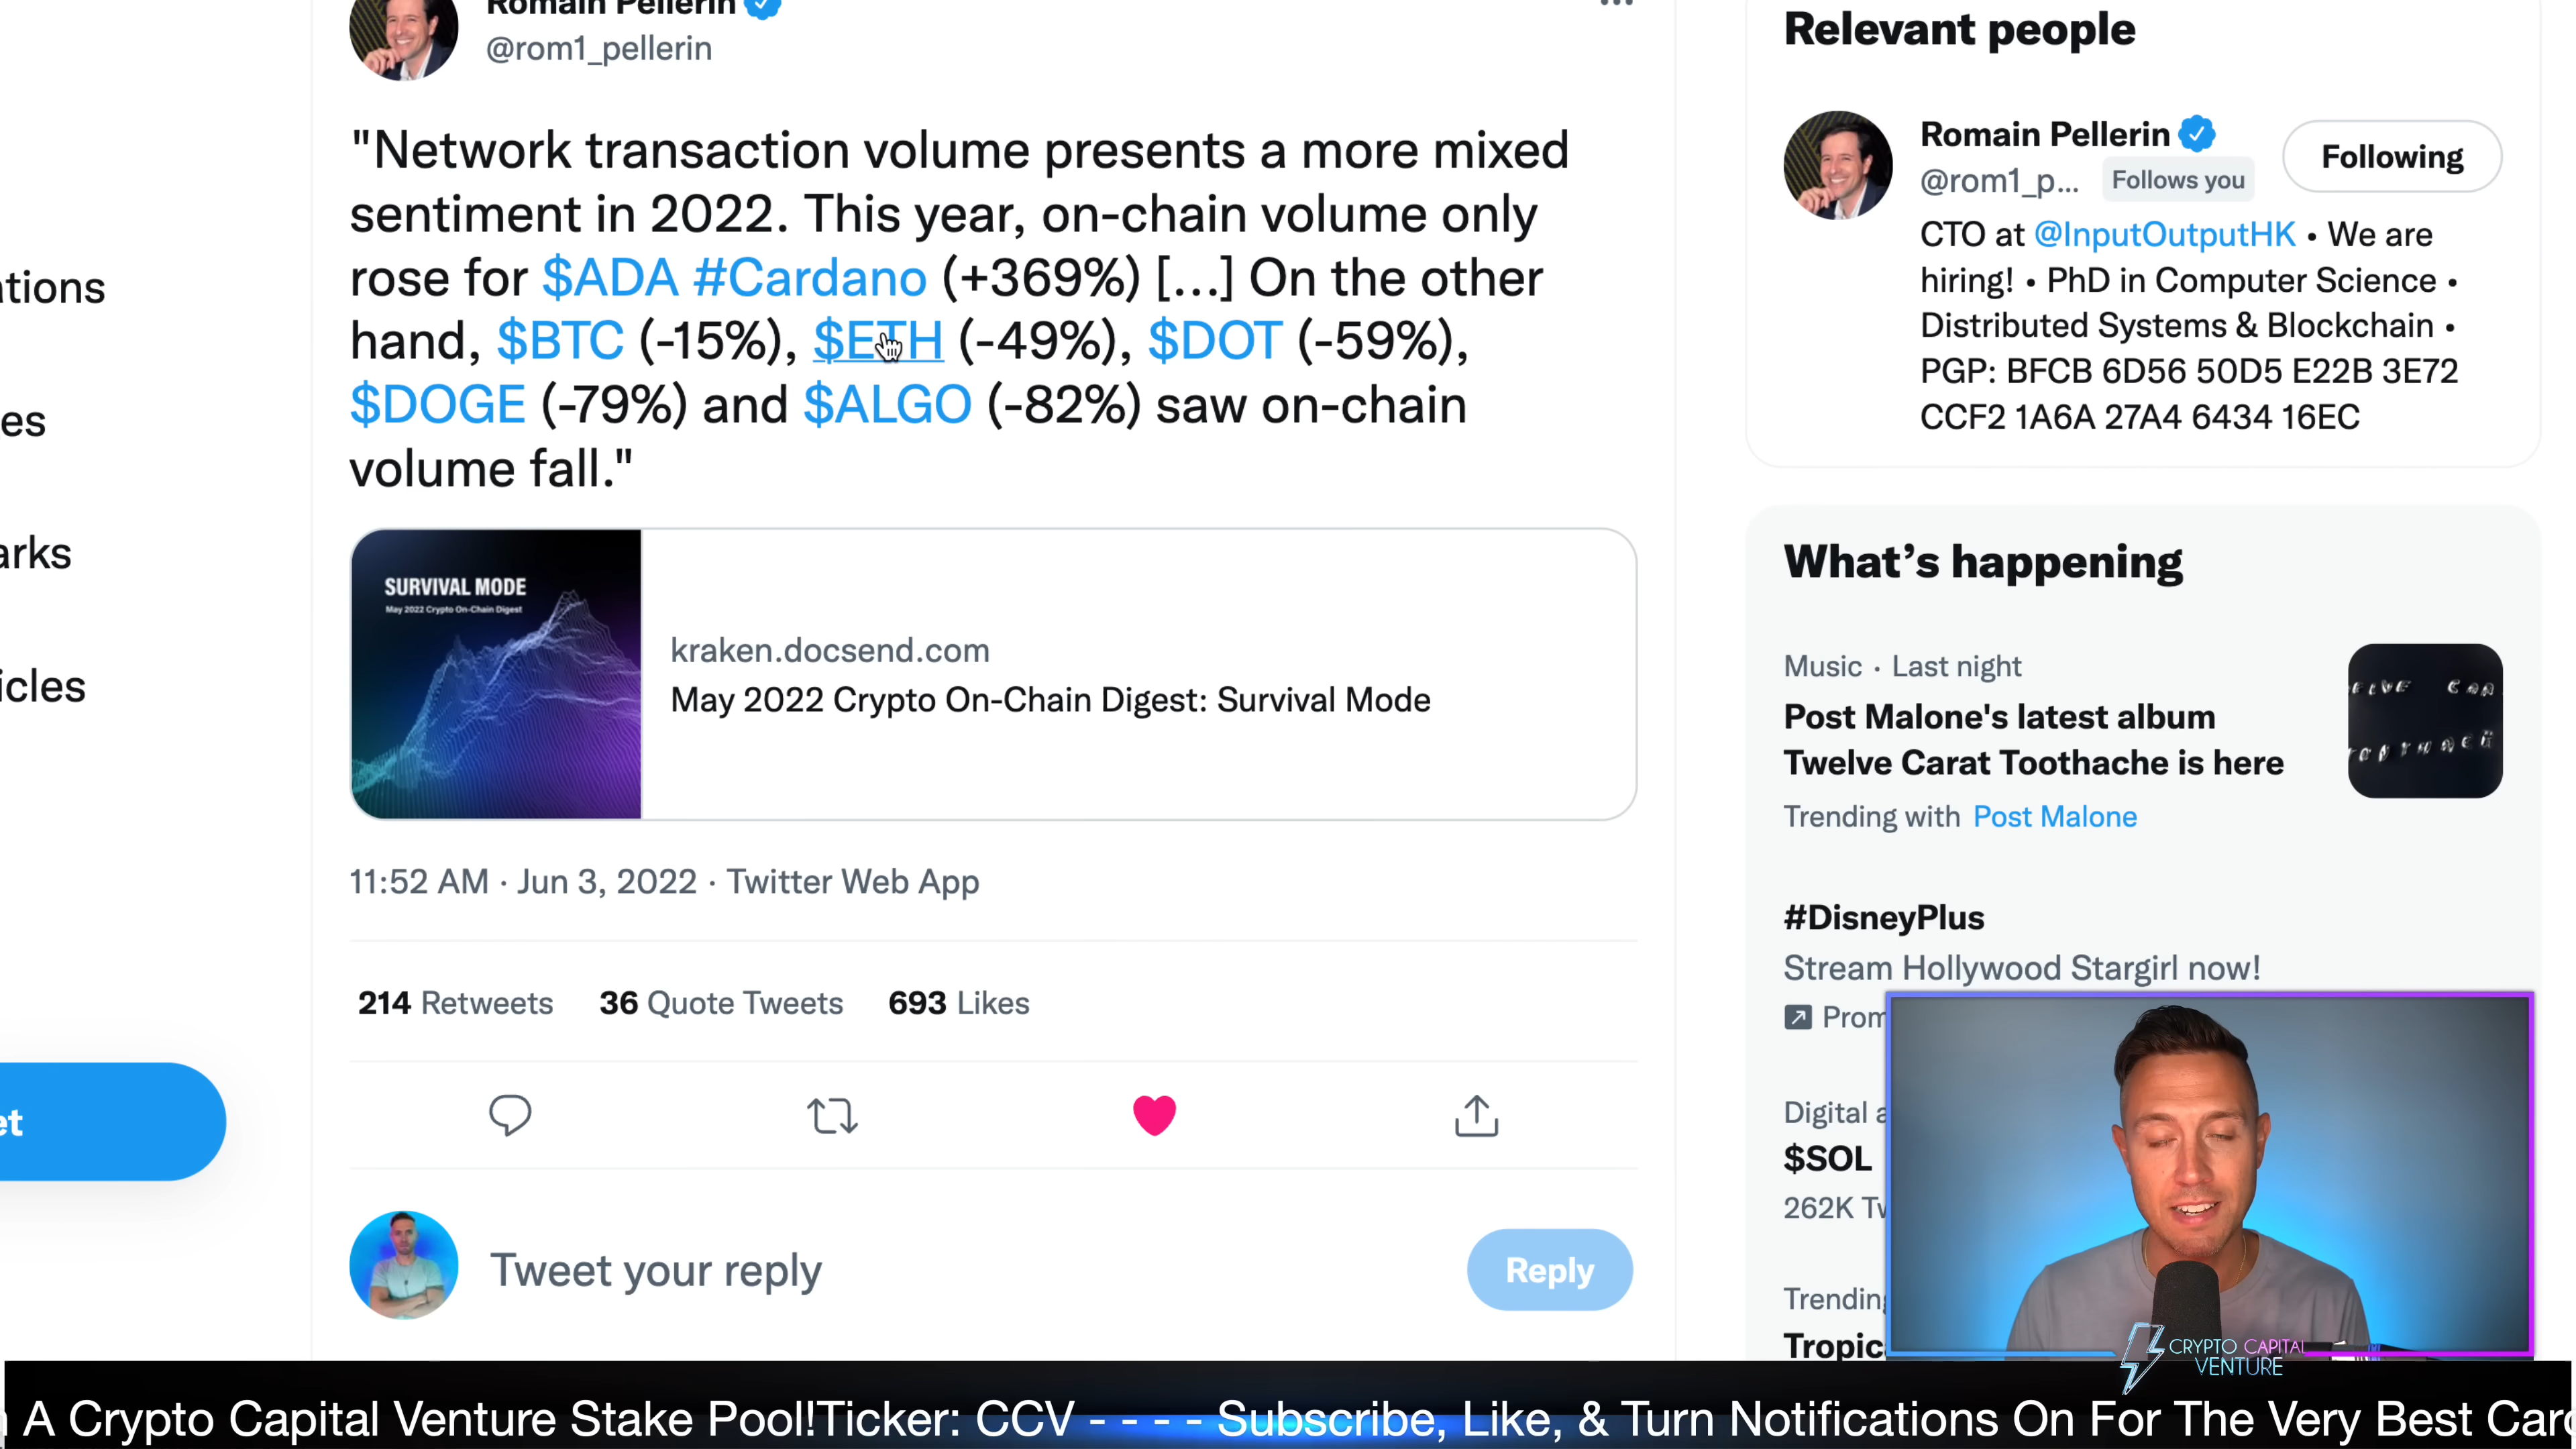 Romain Pellerin
@rom1_pellerin
"Network transaction volume presents a more mixed
sentiment in 2022. This year, on-chain volume only
rose for $ADA #Cardano (+369%) [...] On the other
hand, $BTC (-15%), $ETH (-49%), $DOT (-59%),
$DOGE (-79%) and $ALGO (-82%) saw on-chain
volume fall."
SURVIVAL MODE
May 2022 Crypto On-Chain Digest
kraken.docsend.com
May 2022 Crypto On-Chain Digest: Survival Mode
11:52 AM · Jun 3, 2022 · Twitter Web App
214 Retweets 36 Quote Tweets 693 Likes
Tweet your reply
Reply
ations
es
arks
icles
et
Relevant people
Romain Pellerin
Following
@rom1_p... Follows you
CTO at @InputOutputHK • We are
hiring! • PhD in Computer Science •
Distributed Systems & Blockchain •
PGP: BFCB 6D56 50D5 E22B 3E72
CCF2 1A6A 27A4 6434 16EC
What's happening
Music · Last night
Post Malone's latest album
Twelve Carat Toothache is here
Trending with Post Malone
#DisneyPlus
Stream Hollywood Stargirl now!
Prom
Digital a
$SOL
262K Tw
Trending
Tropic
CRYPTO CAPITAL
VENTURE
A Crypto Capital Venture Stake Pool!Ticker: CCV - - - - Subscribe, Like, & Turn Notifications On For The Very Best Card